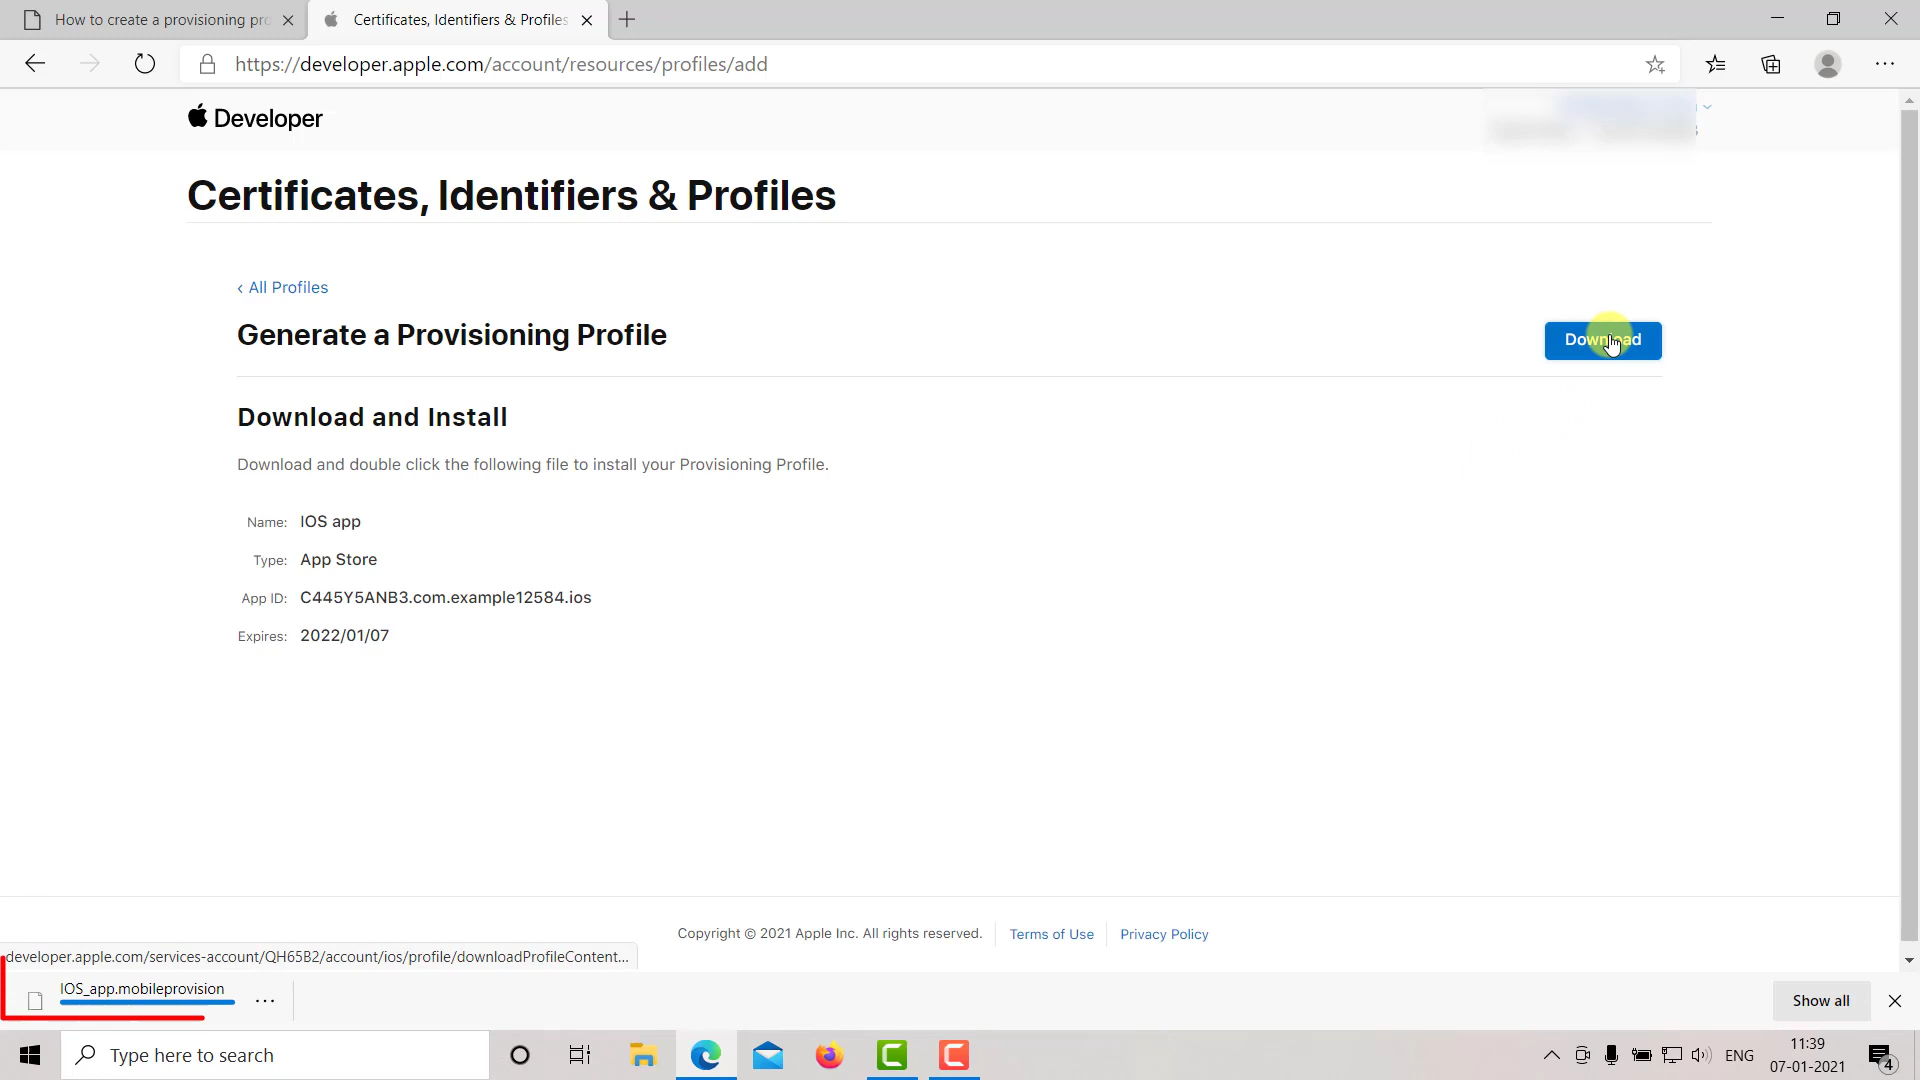 How to create a provisioning pro
Certificates, Identifiers & Profiles
https://developer.apple.com/account/resources/profiles/add
Developer
Certificates, Identifiers & Profiles
‹ All Profiles
Generate a Provisioning Profile
Download
Download and Install
Download and double click the following file to install your Provisioning Profile.
Name: IOS app
Type: App Store
App ID: C445Y5ANB3.com.example12584.ios
Expires: 2022/01/07
Copyright © 2021 Apple Inc. All rights reserved. Terms of Use Privacy Policy
developer.apple.com/services-account/QH65B2/account/ios/profile/downloadProfileContent...
IOS_app.mobileprovision
Show all
Type here to search
ENG
11:39
07-01-2021
4